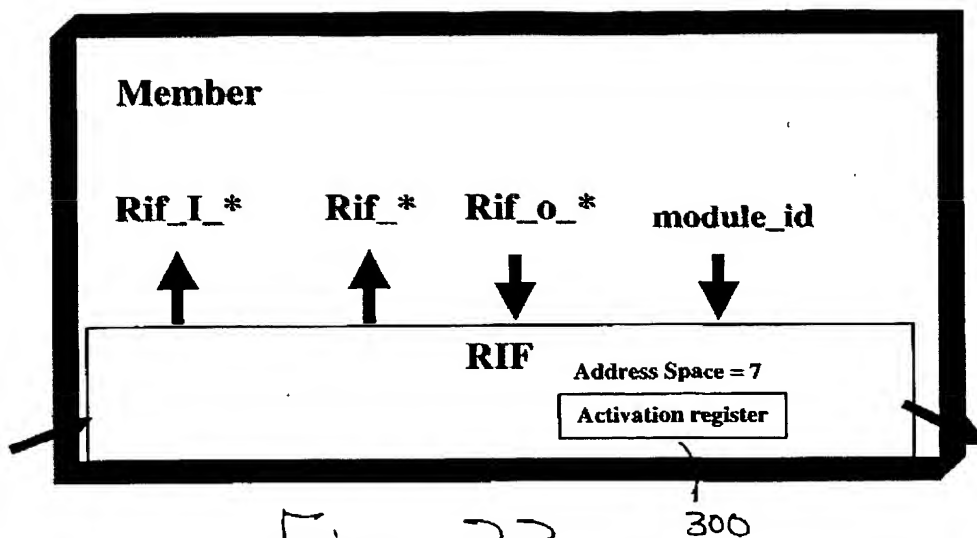 Member
Rif_I_* Rif_* Rif_o_* module_id
RIF
Address Space = 7
Activation register
300